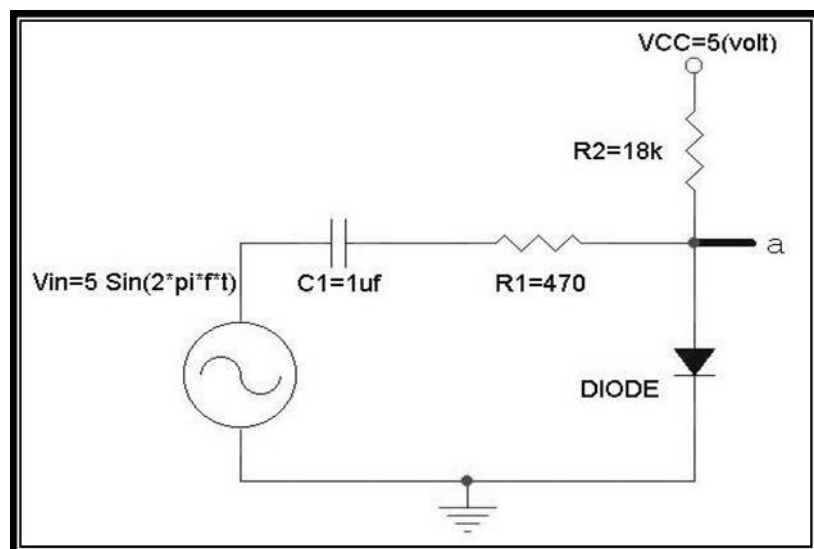 VCC=5(volt)
R2=18k
a
Vin=5 Sin(2*pi*f*t)
C1=1uf
R1=470
DIODE